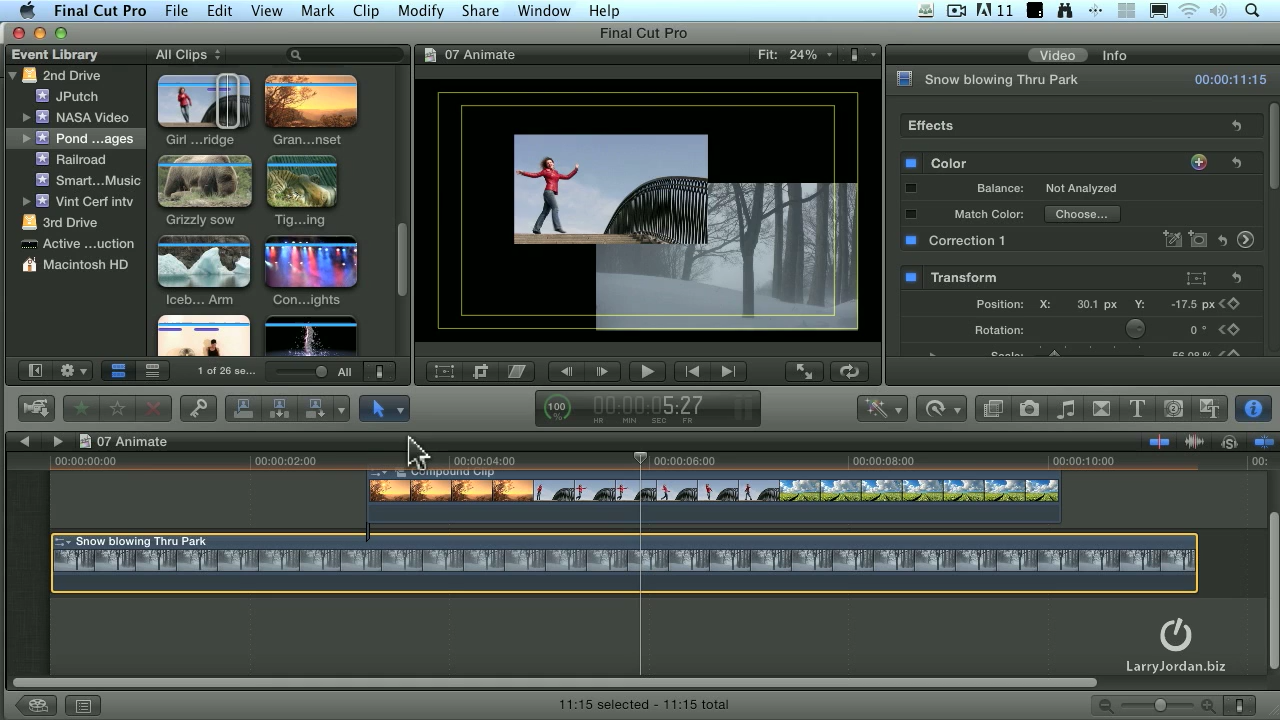 Final Cut Pro File Edit View Mark Clip Modify Share Window Help 11
Final Cut Pro
Event Library
All Clips
07 Animate
Fit: 24%
Video Info
2nd Drive
JPutch
NASA Video
Pond ...ages
Railroad
Smart...Music
Vint Cerf intv
3rd Drive
Active ...uction
Macintosh HD
Girl ...ridge
Gran...nset
Grizzly sow
Tig...ing
Iceb... Arm
Con...ights
1 of 26 se...
All
Snow blowing Thru Park 00:00:11:15
Effects
Color
Balance: Not Analyzed
Match Color: Choose...
Correction 1
Transform
Position: X: 30.1 px Y: -17.5 px
Rotation: 0 °
Scale: 56.08 %
100 % 00:00:05:27
HR MIN SEC FR
07 Animate
00:00:00:00 00:00:02:00 00:00:04:00 00:00:06:00 00:00:08:00 00:00:10:00 00:
Compound Clip
Snow blowing Thru Park
LarryJordan.biz
11:15 selected - 11:15 total